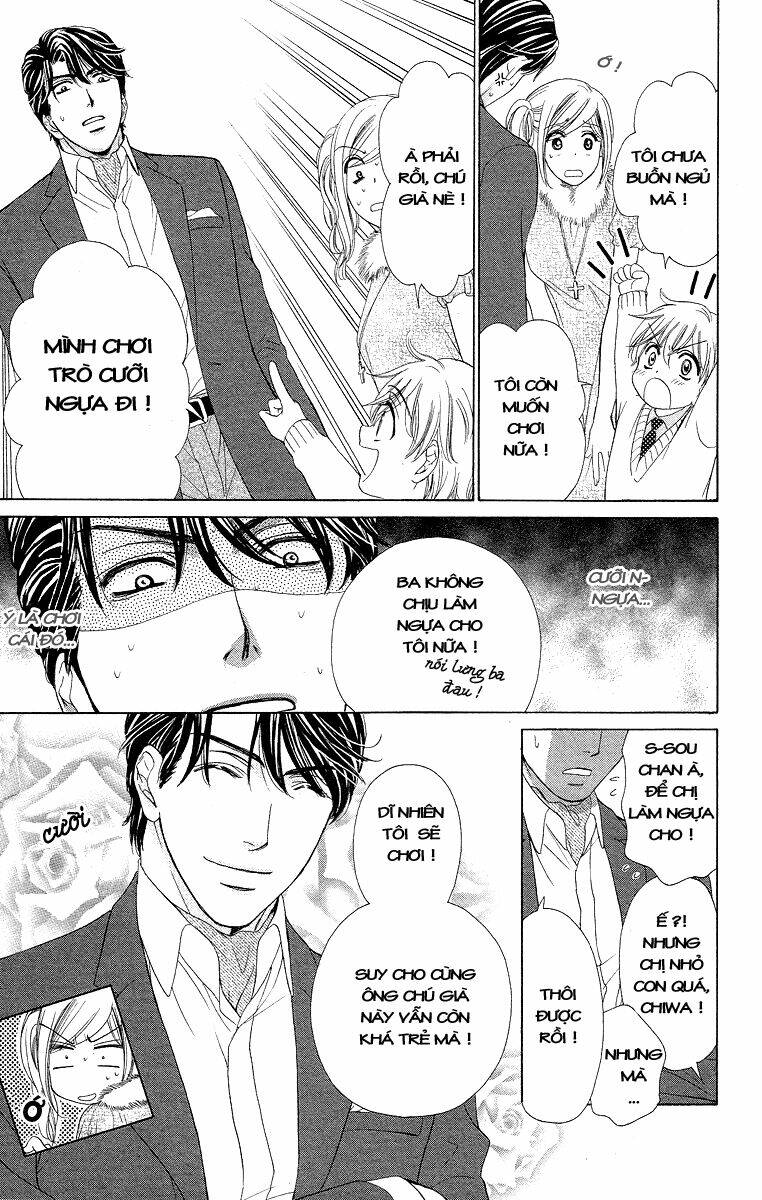 Ớ !
TÔI CHƯA
BUỒN NGỦ
MÀ !
TÔI CÒN
MUỐN
CHƠI
NỮA !
À PHẢI
RỒI, CHÚ
GIÀ NÈ !
MÌNH CHƠI
TRÒ CƯỠI
NGỰA ĐI !
CƯỠI N-
NGỰA...
BA KHÔNG
CHỊU LÀM
NGỰA CHO
TÔI NỮA !
nói lưng ba
đau !
Ý LÀ CHƠI
CÁI ĐÓ...
S-SOU
CHAN À,
ĐỂ CHỊ
LÀM NGỰA
CHO !
Ế ?!
NHƯNG
CHỊ NHỎ
CON QUÁ,
CHIWA !
NHƯNG
MÀ
...
THÔI
ĐƯỢC
RỒI !
DĨ NHIÊN
TÔI SẼ
CHƠI !
SUY CHO CÙNG
ÔNG CHÚ GIÀ
NÀY VẪN CÒN
KHÁ TRẺ MÀ !
cười
Ớ